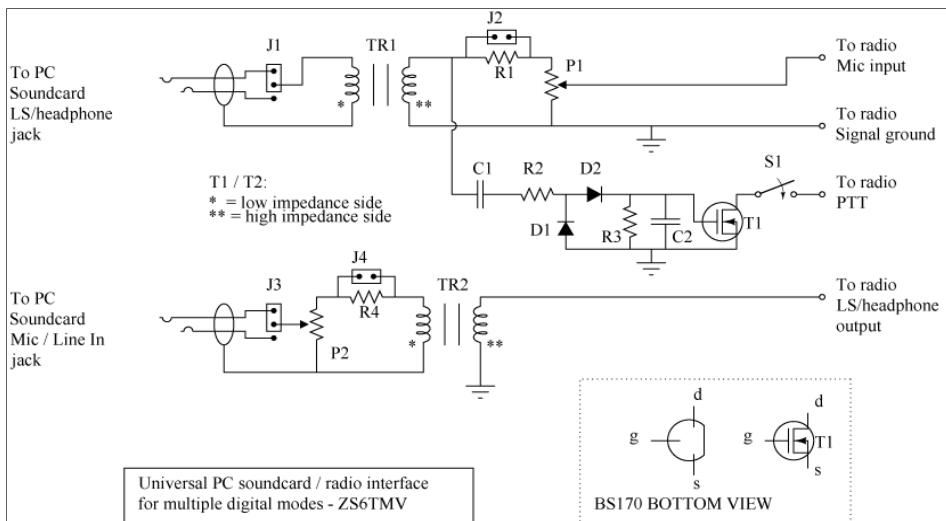 To PC
Soundcard
LS/headphone
jack
J1
TR1
J2
R1
P1
To radio
Mic input
To radio
Signal ground
*
**
T1 / T2:
* = low impedance side
** = high impedance side
C1
R2
D2
D1
R3
C2
T1
S1
To radio
PTT
To PC
Soundcard
Mic / Line In
jack
J3
J4
R4
P2
TR2
*
**
To radio
LS/headphone
output
Universal PC soundcard / radio interface
for multiple digital modes - ZS6TMV
d
g
s
d
g
T1
s
BS170 BOTTOM VIEW